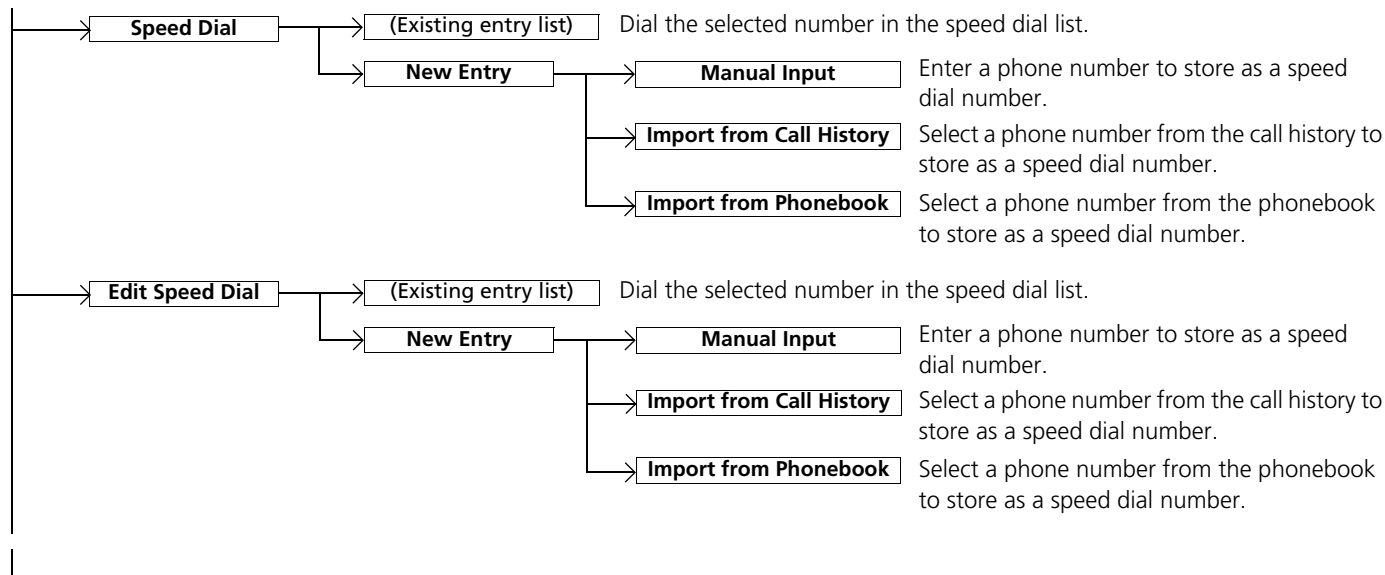 Speed Dial (Existing entry list) Dial the selected number in the speed dial list.
New Entry Manual Input Enter a phone number to store as a speed
dial number.
Import from Call History Select a phone number from the call history to
store as a speed dial number.
Import from Phonebook Select a phone number from the phonebook
to store as a speed dial number.
Edit Speed Dial (Existing entry list) Dial the selected number in the speed dial list.
New Entry Manual Input Enter a phone number to store as a speed
dial number.
Import from Call History Select a phone number from the call history to
store as a speed dial number.
Import from Phonebook Select a phone number from the phonebook
to store as a speed dial number.